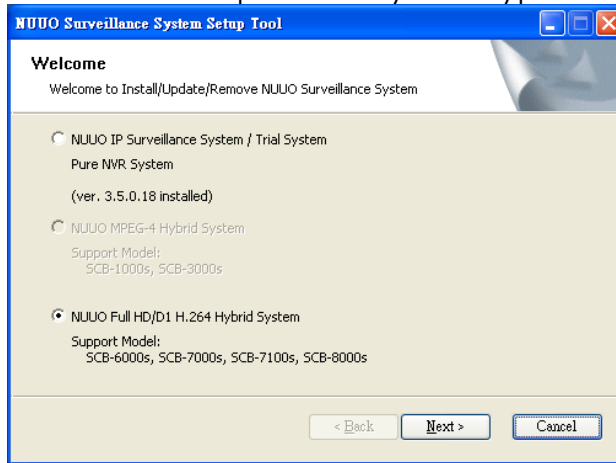 NUUO Surveillance System Setup Tool
Welcome
Welcome to Install/Update/Remove NUUO Surveillance System
NUUO IP Surveillance System / Trial System
Pure NVR System
(ver. 3.5.0.18 installed)
NUUO MPEG-4 Hybrid System
Support Model:
SCB-1000s, SCB-3000s
NUUO Full HD/D1 H.264 Hybrid System
Support Model:
SCB-6000s, SCB-7000s, SCB-7100s, SCB-8000s
< Back Next > Cancel